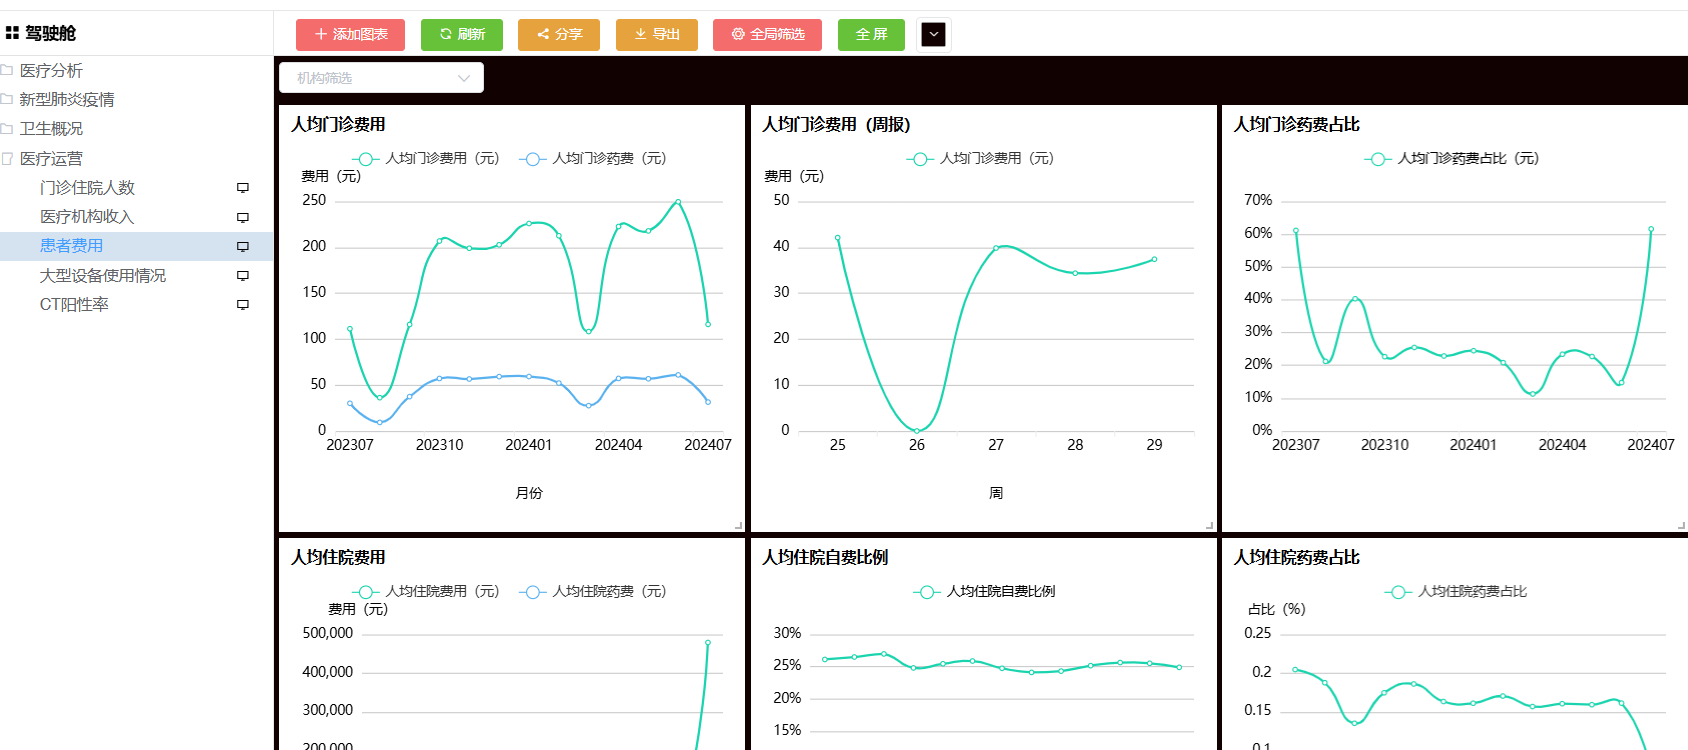 驾驶舱
医疗分析
新型肺炎疫情
卫生概况
医疗运营
门诊住院人数
医疗机构收入
患者费用
大型设备使用情况
CT阳性率
添加图表 刷新 分享 导出 全局筛选 全屏
机构筛选
人均门诊费用
人均门诊费用（元） 人均门诊药费（元）
费用（元）
250
200
150
100
50
0
202307 202310 202401 202404 202407
月份
人均门诊费用（周报）
人均门诊费用（元）
费用（元）
50
40
30
20
10
0
25 26 27 28 29
周
人均门诊药费占比
人均门诊药费占比（元）
70%
60%
50%
40%
30%
20%
10%
0%
202307 202310 202401 202404 202407
人均住院费用
人均住院费用（元） 人均住院药费（元）
费用（元）
500,000
400,000
300,000
200,000
人均住院自费比例
人均住院自费比例
30%
25%
20%
15%
人均住院药费占比
人均住院药费占比
占比（%）
0.25
0.2
0.15
0.1